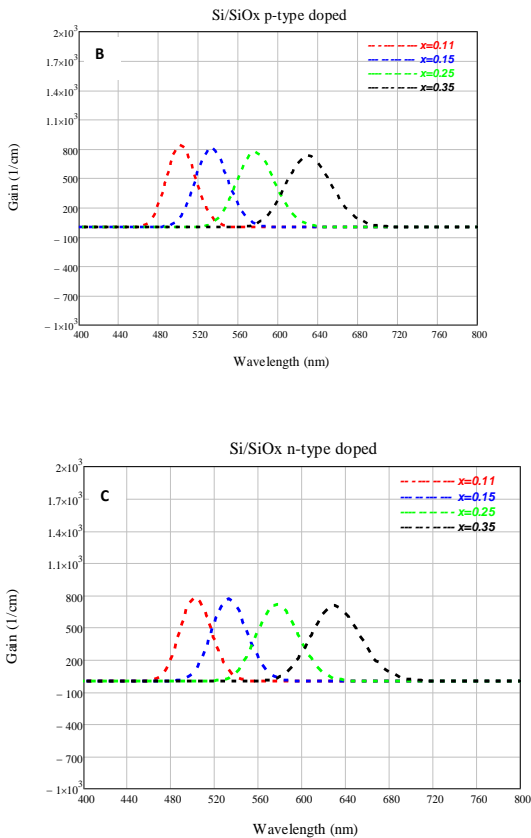 Si/SiOx p-type doped
B
x=0.11
x=0.15
x=0.25
x=0.35
2×10³
1.7×10³
1.4×10³
1.1×10³
800
500
200
− 100
− 400
− 700
− 1×10³
Gain (1/cm)
400 440 480 520 560 600 640 680 720 760 800
Wavelength (nm)
Si/SiOx n-type doped
C
x=0.11
x=0.15
x=0.25
x=0.35
2×10³
1.7×10³
1.4×10³
1.1×10³
800
500
200
− 100
− 400
− 700
− 1×10³
Gain (1/cm)
400 440 480 520 560 600 640 680 720 760 800
Wavelength (nm)